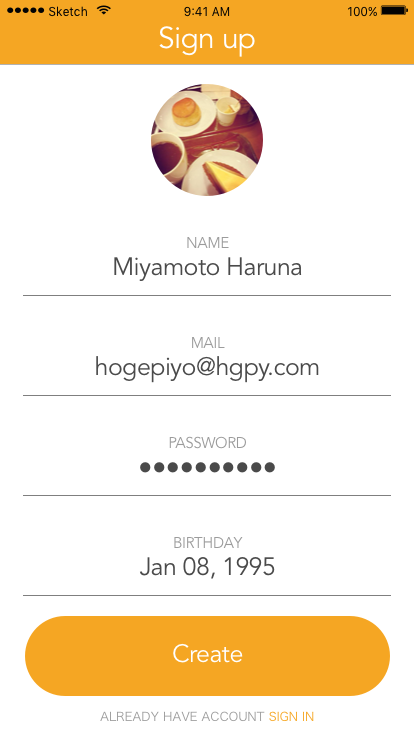 Sketch 9:41 AM 100%
Sign up
NAME
Miyamoto Haruna
MAIL
hogepiyo@hgpy.com
PASSWORD
●●●●●●●●●●
BIRTHDAY
Jan 08, 1995
Create
ALREADY HAVE ACCOUNT SIGN IN